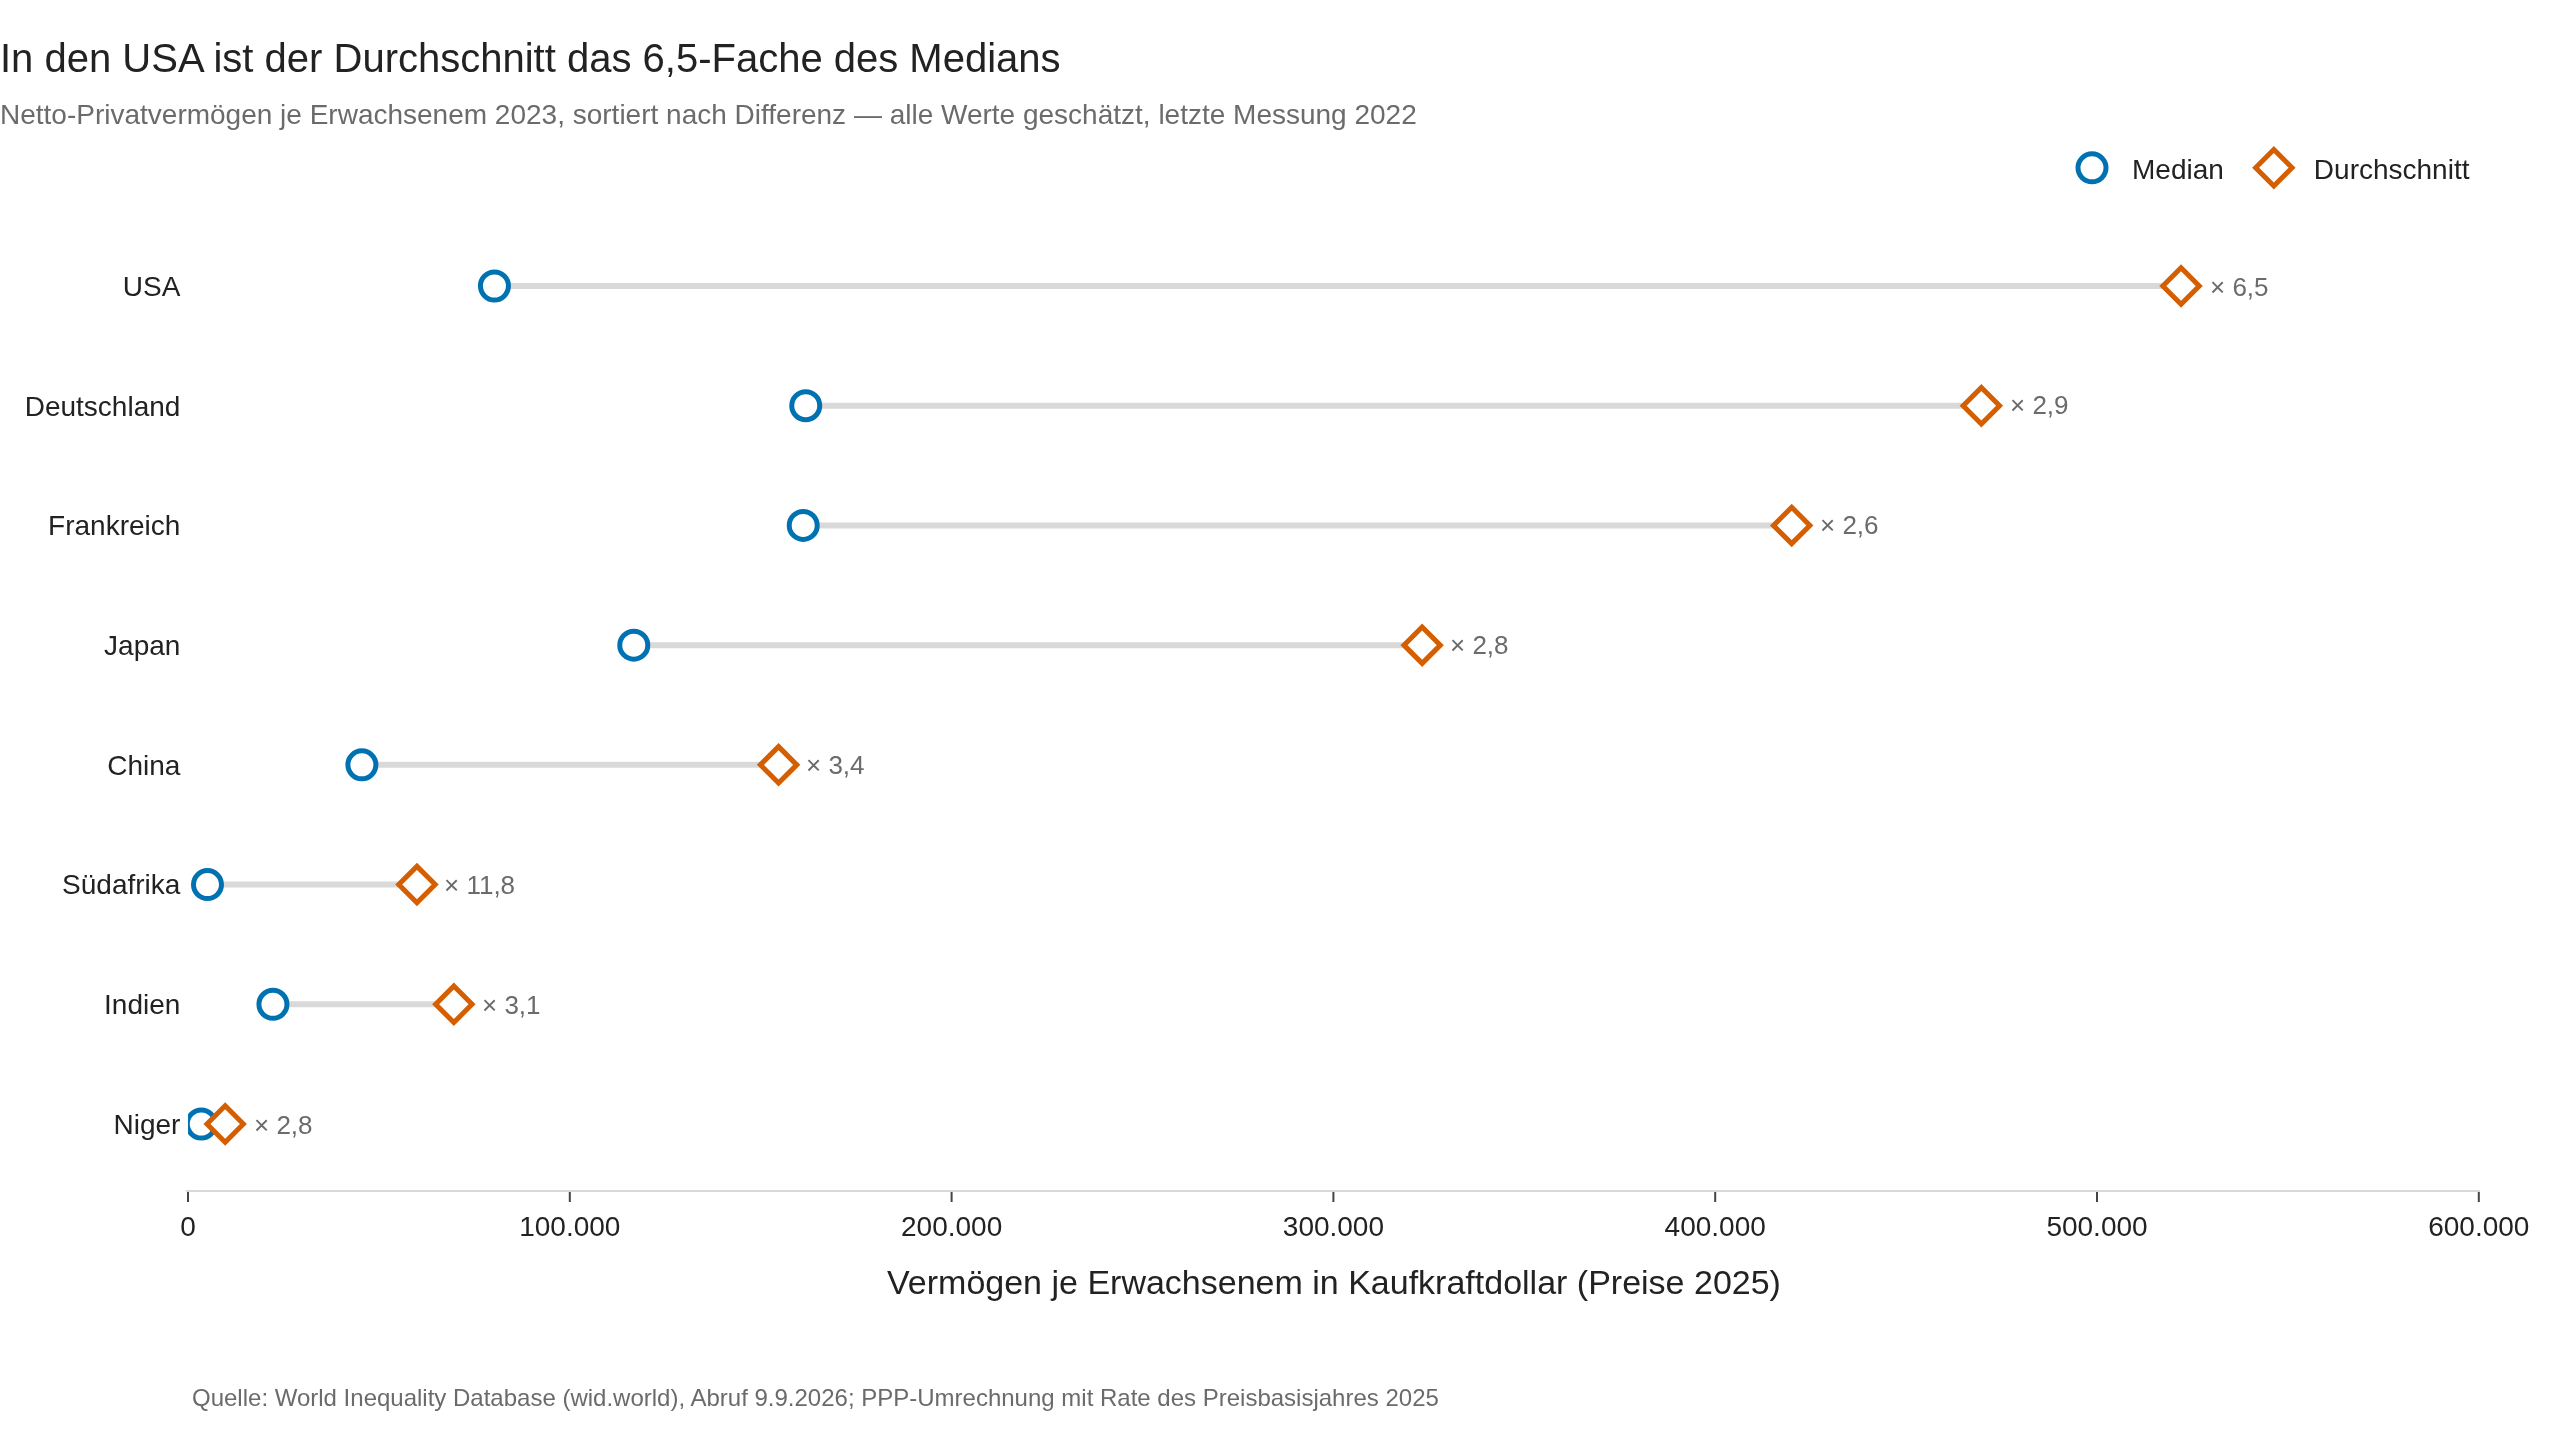 In den USA ist der Durchschnitt das 6,5-Fache des Medians
Netto-Privatvermögen je Erwachsenem 2023, sortiert nach Differenz — alle Werte geschätzt, letzte Messung 2022
Median Durchschnitt
USA × 6,5
Deutschland × 2,9
Frankreich × 2,6
Japan × 2,8
China × 3,4
Südafrika × 11,8
Indien × 3,1
Niger × 2,8
0 100.000 200.000 300.000 400.000 500.000 600.000
Vermögen je Erwachsenem in Kaufkraftdollar (Preise 2025)
Quelle: World Inequality Database (wid.world), Abruf 9.9.2026; PPP-Umrechnung mit Rate des Preisbasisjahres 2025